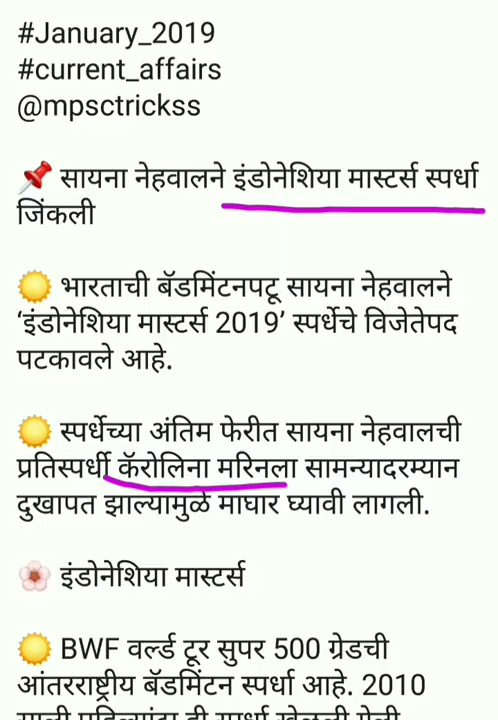 #January_2019
#current_affairs
@mpsctrickss
📌 सायना नेहवालने इंडोनेशिया मास्टर्स स्पर्धा
जिंकली
🌞 भारताची बॅडमिंटनपटू सायना नेहवालने
‘इंडोनेशिया मास्टर्स 2019’ स्पर्धेचे विजेतेपद
पटकावले आहे.
🌞 स्पर्धेच्या अंतिम फेरीत सायना नेहवालची
प्रतिस्पर्धी कॅरोलिना मरिनला सामन्यादरम्यान
दुखापत झाल्यामुळे माघार घ्यावी लागली.
🌸 इंडोनेशिया मास्टर्स
🌞 BWF वर्ल्ड टूर सुपर 500 ग्रेडची
आंतरराष्ट्रीय बॅडमिंटन स्पर्धा आहे. 2010